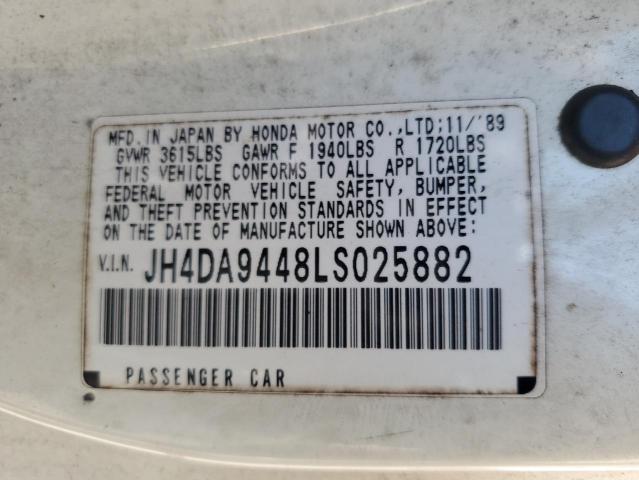 MFD. IN JAPAN BY HONDA MOTOR CO.,LTD;11/'89
GVWR 3615LBS GAWR F 1940LBS R 1720LBS
THIS VEHICLE CONFORMS TO ALL APPLICABLE
FEDERAL MOTOR VEHICLE SAFETY, BUMPER,
AND THEFT PREVENTION STANDARDS IN EFFECT
ON THE DATE OF MANUFACTURE SHOWN ABOVE:
V.I.N. JH4DA9448LS025882
PASSENGER CAR